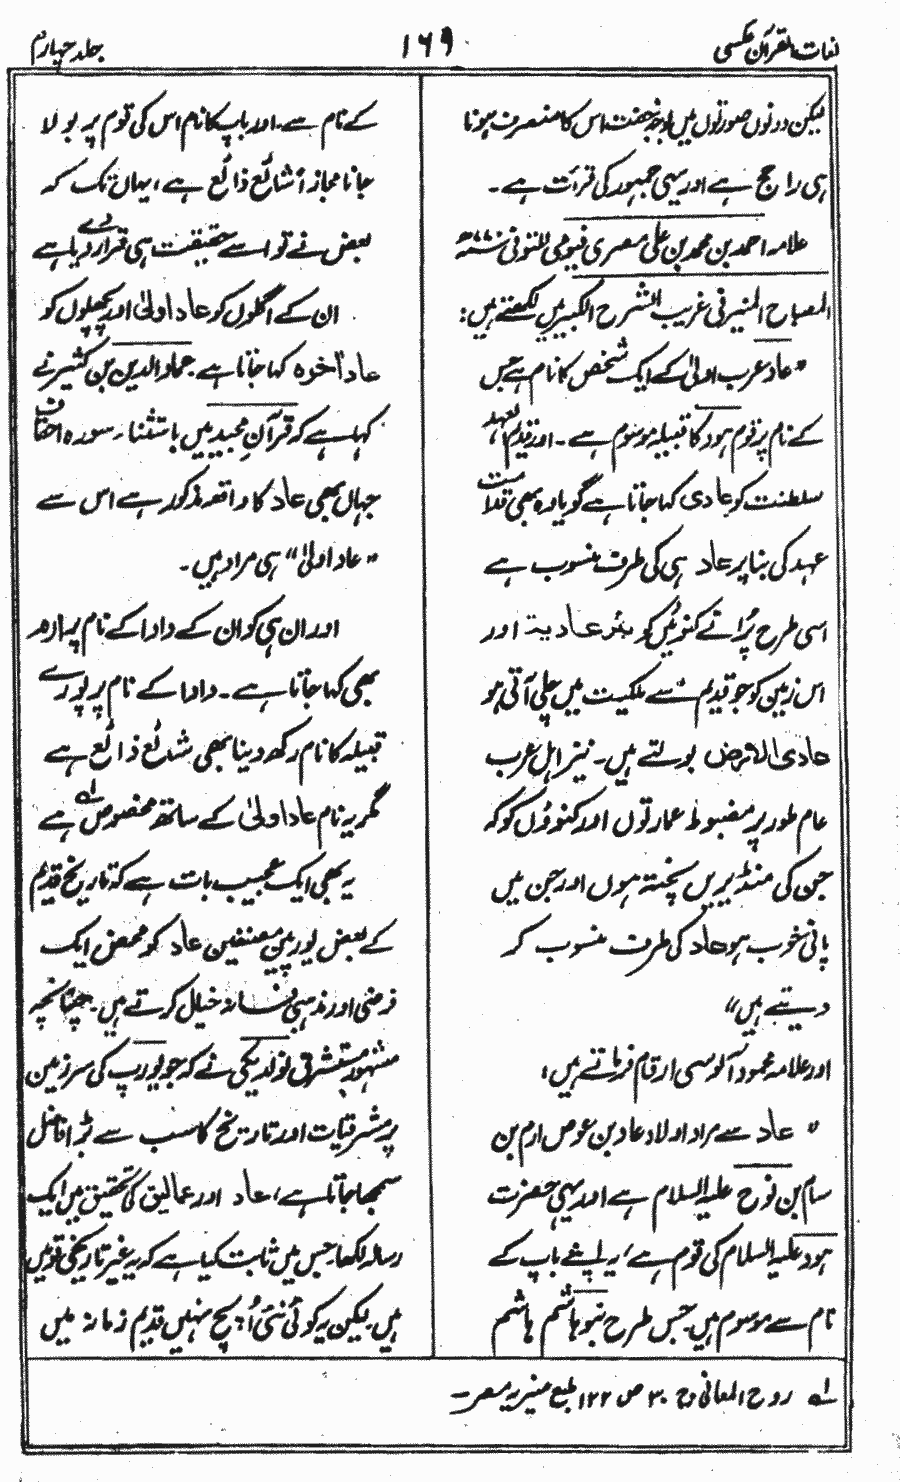 لغات القرآن عکسی
۱۶۹
جلد چہارم
لیکن دونوں صورتوں میں بوجہ خفت اس کا منصرف ہونا
ہی راجح ہے اور یہی جمہور کی قرأت ہے ۔
علامہ احمد بن محمد بن علی مصری فیومی المتوفی ۷۷۰ھ
المصباح المنیر فی غریب الشرح الکبیر میں لکھتے ہیں :
” عاد عرب اولیٰ کے ایک شخص کا نام ہے جس
کے نام پر قوم ہود کا قبیلہ موسوم ہے ۔ اور قدیم العہد
سلطنت کو عادی کہا جاتا ہے گویا وہ بھی قدامت
عہد کی بنا پر عاد ہی کی طرف منسوب ہے
اسی طرح پرانے کنوئیں کو بئر عادیة اور
اس زمین کو جو قدیم سے ملکیت میں چلی آتی ہو
عادی الارض بولتے ہیں ۔ نیز اہل عرب
عام طور پر مضبوط عمارتوں اور کنوؤں کو کہ
جن کی منڈیریں پختہ ہوں اور جن میں
پانی خوب ہو عاد کی طرف منسوب کر
دیتے ہیں “
اور علامہ محمود آلوسی ارقام فرماتے ہیں :
” عاد سے مراد اولاد عاد بن عوص ارم بن
سام بن نوح علیہ السلام ہے اور یہی حضرت
ہود علیہ السلام کی قوم ہے ، یہ اپنے باپ کے
نام سے موسوم ہیں جس طرح بنو ہاشم ہاشم
کے نام سے ۔ اور باپ کا نام اس کی قوم پر بولا
جانا مجاز اً شائع ذائع ہے ، یہاں تک کہ
بعض نے تو اسے حقیقت ہی قرار دے دیا ہے
ان کے اگلوں کو عاد اولیٰ اور پچھلوں کو
عاد آخرہ کہا جاتا ہے عماد الدین بن کثیر نے
کہا ہے کہ قرآن مجید میں باستثناء سورہ احقاف
جہاں بھی عاد کا واقعہ مذکور ہے اس سے
” عاد اولیٰ “ ہی مراد ہیں ۔
اور ان ہی کو ان کے دادا کے نام پر ارم
بھی کہا جاتا ہے ۔ دادا کے نام پر پورے
قبیلہ کا نام رکھ دینا بھی شائع ذائع ہے
مگر یہ نام عاد اولیٰ کے ساتھ مخصوص ہے لہ
یہ بھی ایک عجیب بات ہے کہ تاریخ قدیم
کے بعض یورپین مصنفین عاد کو محض ایک
فرضی اور مذہبی فسانہ خیال کرتے ہیں ۔ چنانچہ
مشہور مستشرق نولدیکی نے کہ جو یورپ کی سرزمین
پر مشرقیات اور تاریخ کا سب سے بڑا فاضل
سمجھا جاتا ہے ، عاد اور عمالیق کی تحقیق میں ایک
رسالہ لکھا جس میں ثابت کیا ہے کہ یہ غیر تاریخی قومیں
ہیں لیکن یہ کوئی نئی اُپج نہیں قدیم زمانہ میں
لہ روح المعانی ج ۳۰ ص ۱۲۲ طبع منیریہ مصر ۔